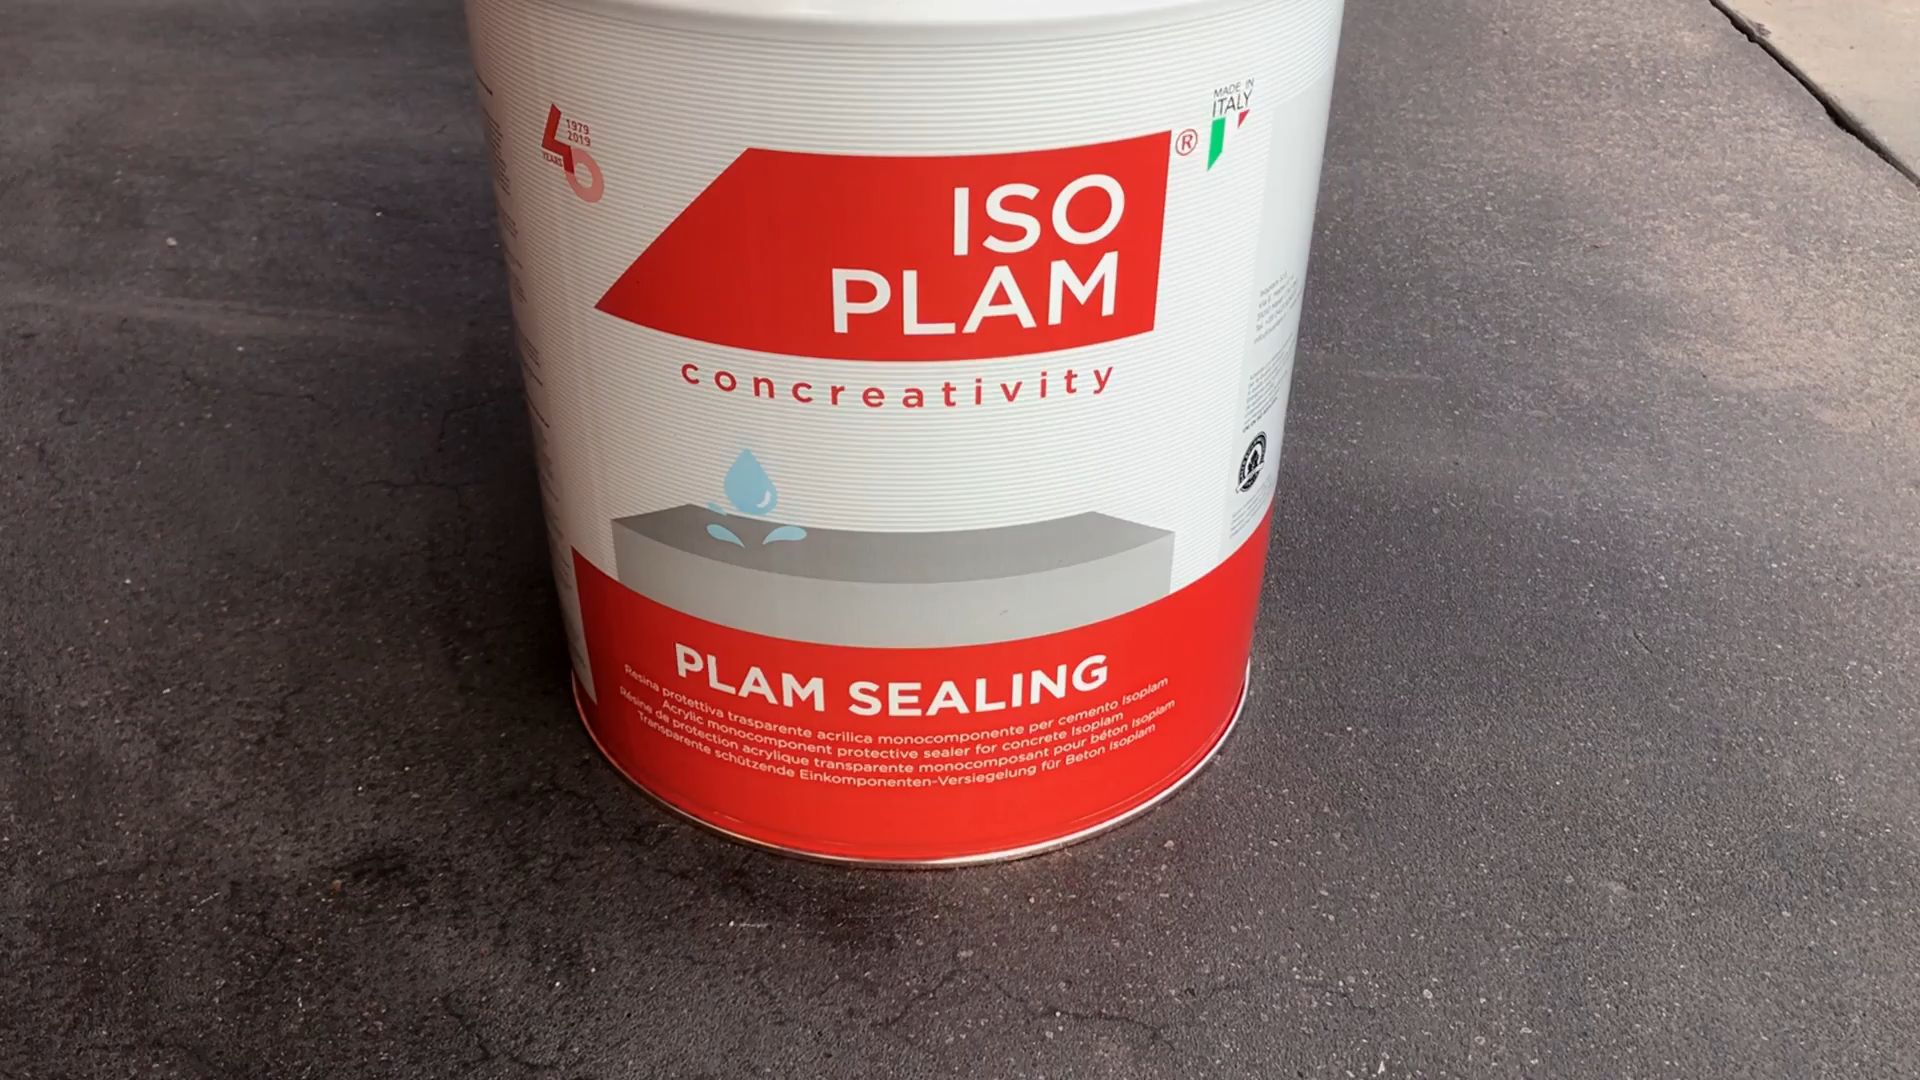 40
YEARS
1979
2019
MADE IN
ITALY
ISO
PLAM
®
concreativity
PLAM SEALING
Resina protettiva trasparente acrilica monocomponente per cemento Isoplam
Acrylic monocomponent protective sealer for concrete Isoplam
Résine de protection acrylique transparente monocomposant pour béton Isoplam
Transparente schützende Einkomponenten-Versiegelung für Beton Isoplam